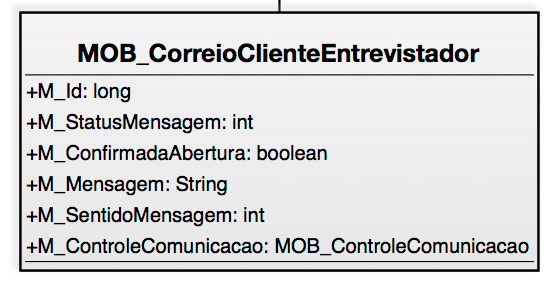 MOB_CorreioClienteEntrevistador
+M_Id: long
+M_StatusMensagem: int
+M_ConfirmadaAbertura: boolean
+M_Mensagem: String
+M_SentidoMensagem: int
+M_ControleComunicacao: MOB_ControleComunicacao